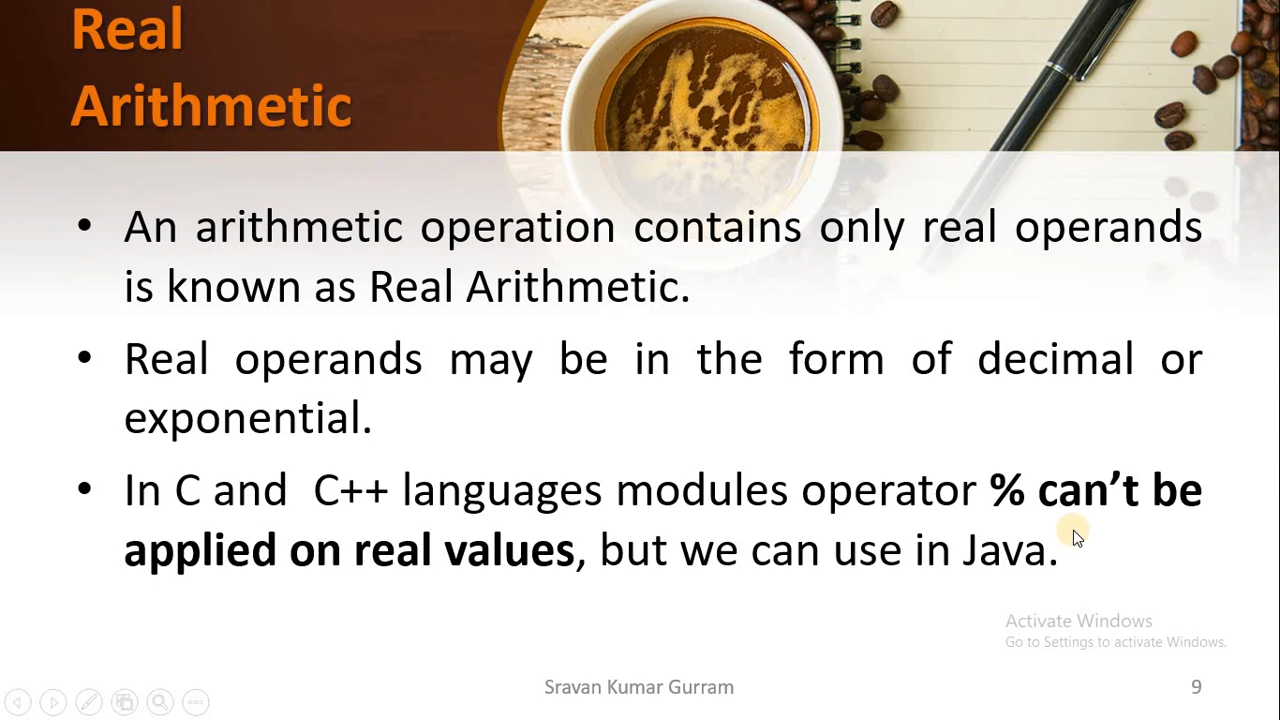 Real
Arithmetic
• An arithmetic operation contains only real operands
is known as Real Arithmetic.
• Real operands may be in the form of decimal or
exponential.
• In C and  C++ languages modules operator % can’t be
applied on real values, but we can use in Java.
Activate Windows
Go to Settings to activate Windows.
Sravan Kumar Gurram
9